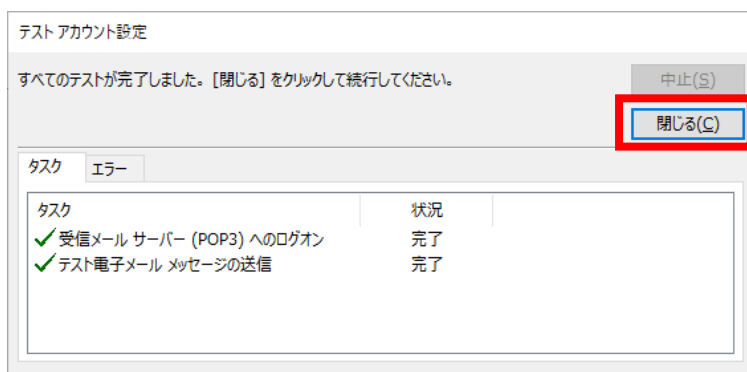 テスト アカウント設定
すべてのテストが完了しました。[閉じる] をクリックして続行してください。
中止(S)
閉じる(C)
タスク エラー
タスク 状況
受信メール サーバー (POP3) へのログオン 完了
テスト電子メール メッセージの送信 完了